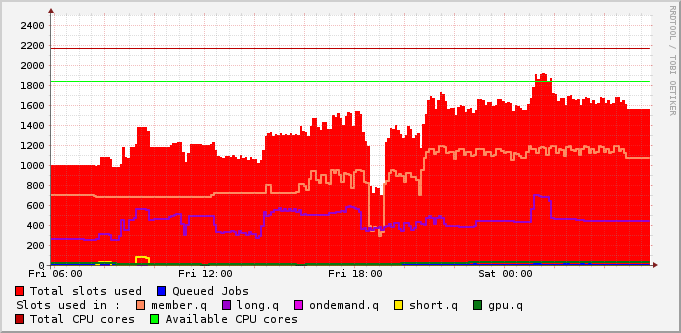 2400
2200
2000
1800
1600
1400
1200
1000
800
600
400
200
0
Fri 06:00 Fri 12:00 Fri 18:00 Sat 00:00
RRDTOOL / TOBI OETIKER
Total slots used Queued Jobs
Slots used in : member.q long.q ondemand.q short.q gpu.q
Total CPU cores Available CPU cores